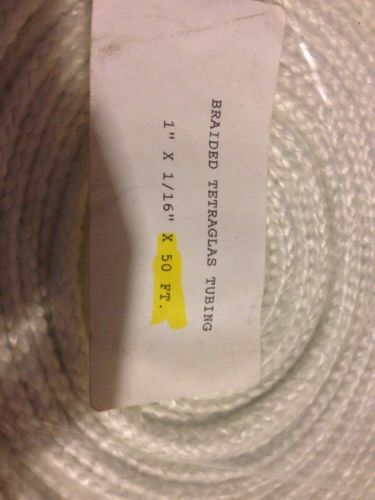 BRAIDED TETRAGLAS TUBING
1" X 1/16" X 50 FT.